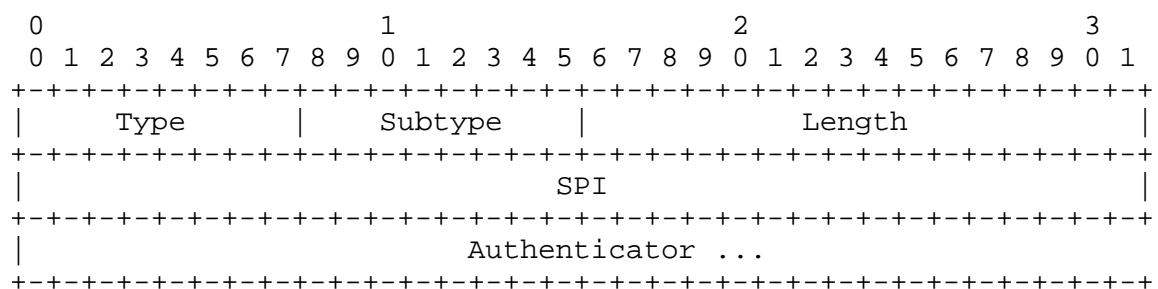 0                   1                   2                   3
 0 1 2 3 4 5 6 7 8 9 0 1 2 3 4 5 6 7 8 9 0 1 2 3 4 5 6 7 8 9 0 1
+-+-+-+-+-+-+-+-+-+-+-+-+-+-+-+-+-+-+-+-+-+-+-+-+-+-+-+-+-+-+-+-+
|     Type      |    Subtype    |            Length             |
+-+-+-+-+-+-+-+-+-+-+-+-+-+-+-+-+-+-+-+-+-+-+-+-+-+-+-+-+-+-+-+-+
|                              SPI                              |
+-+-+-+-+-+-+-+-+-+-+-+-+-+-+-+-+-+-+-+-+-+-+-+-+-+-+-+-+-+-+-+-+
|                         Authenticator ...
+-+-+-+-+-+-+-+-+-+-+-+-+-+-+-+-+-+-+-+-+-+-+-+-+-+-+-+-+-+-+-+-+